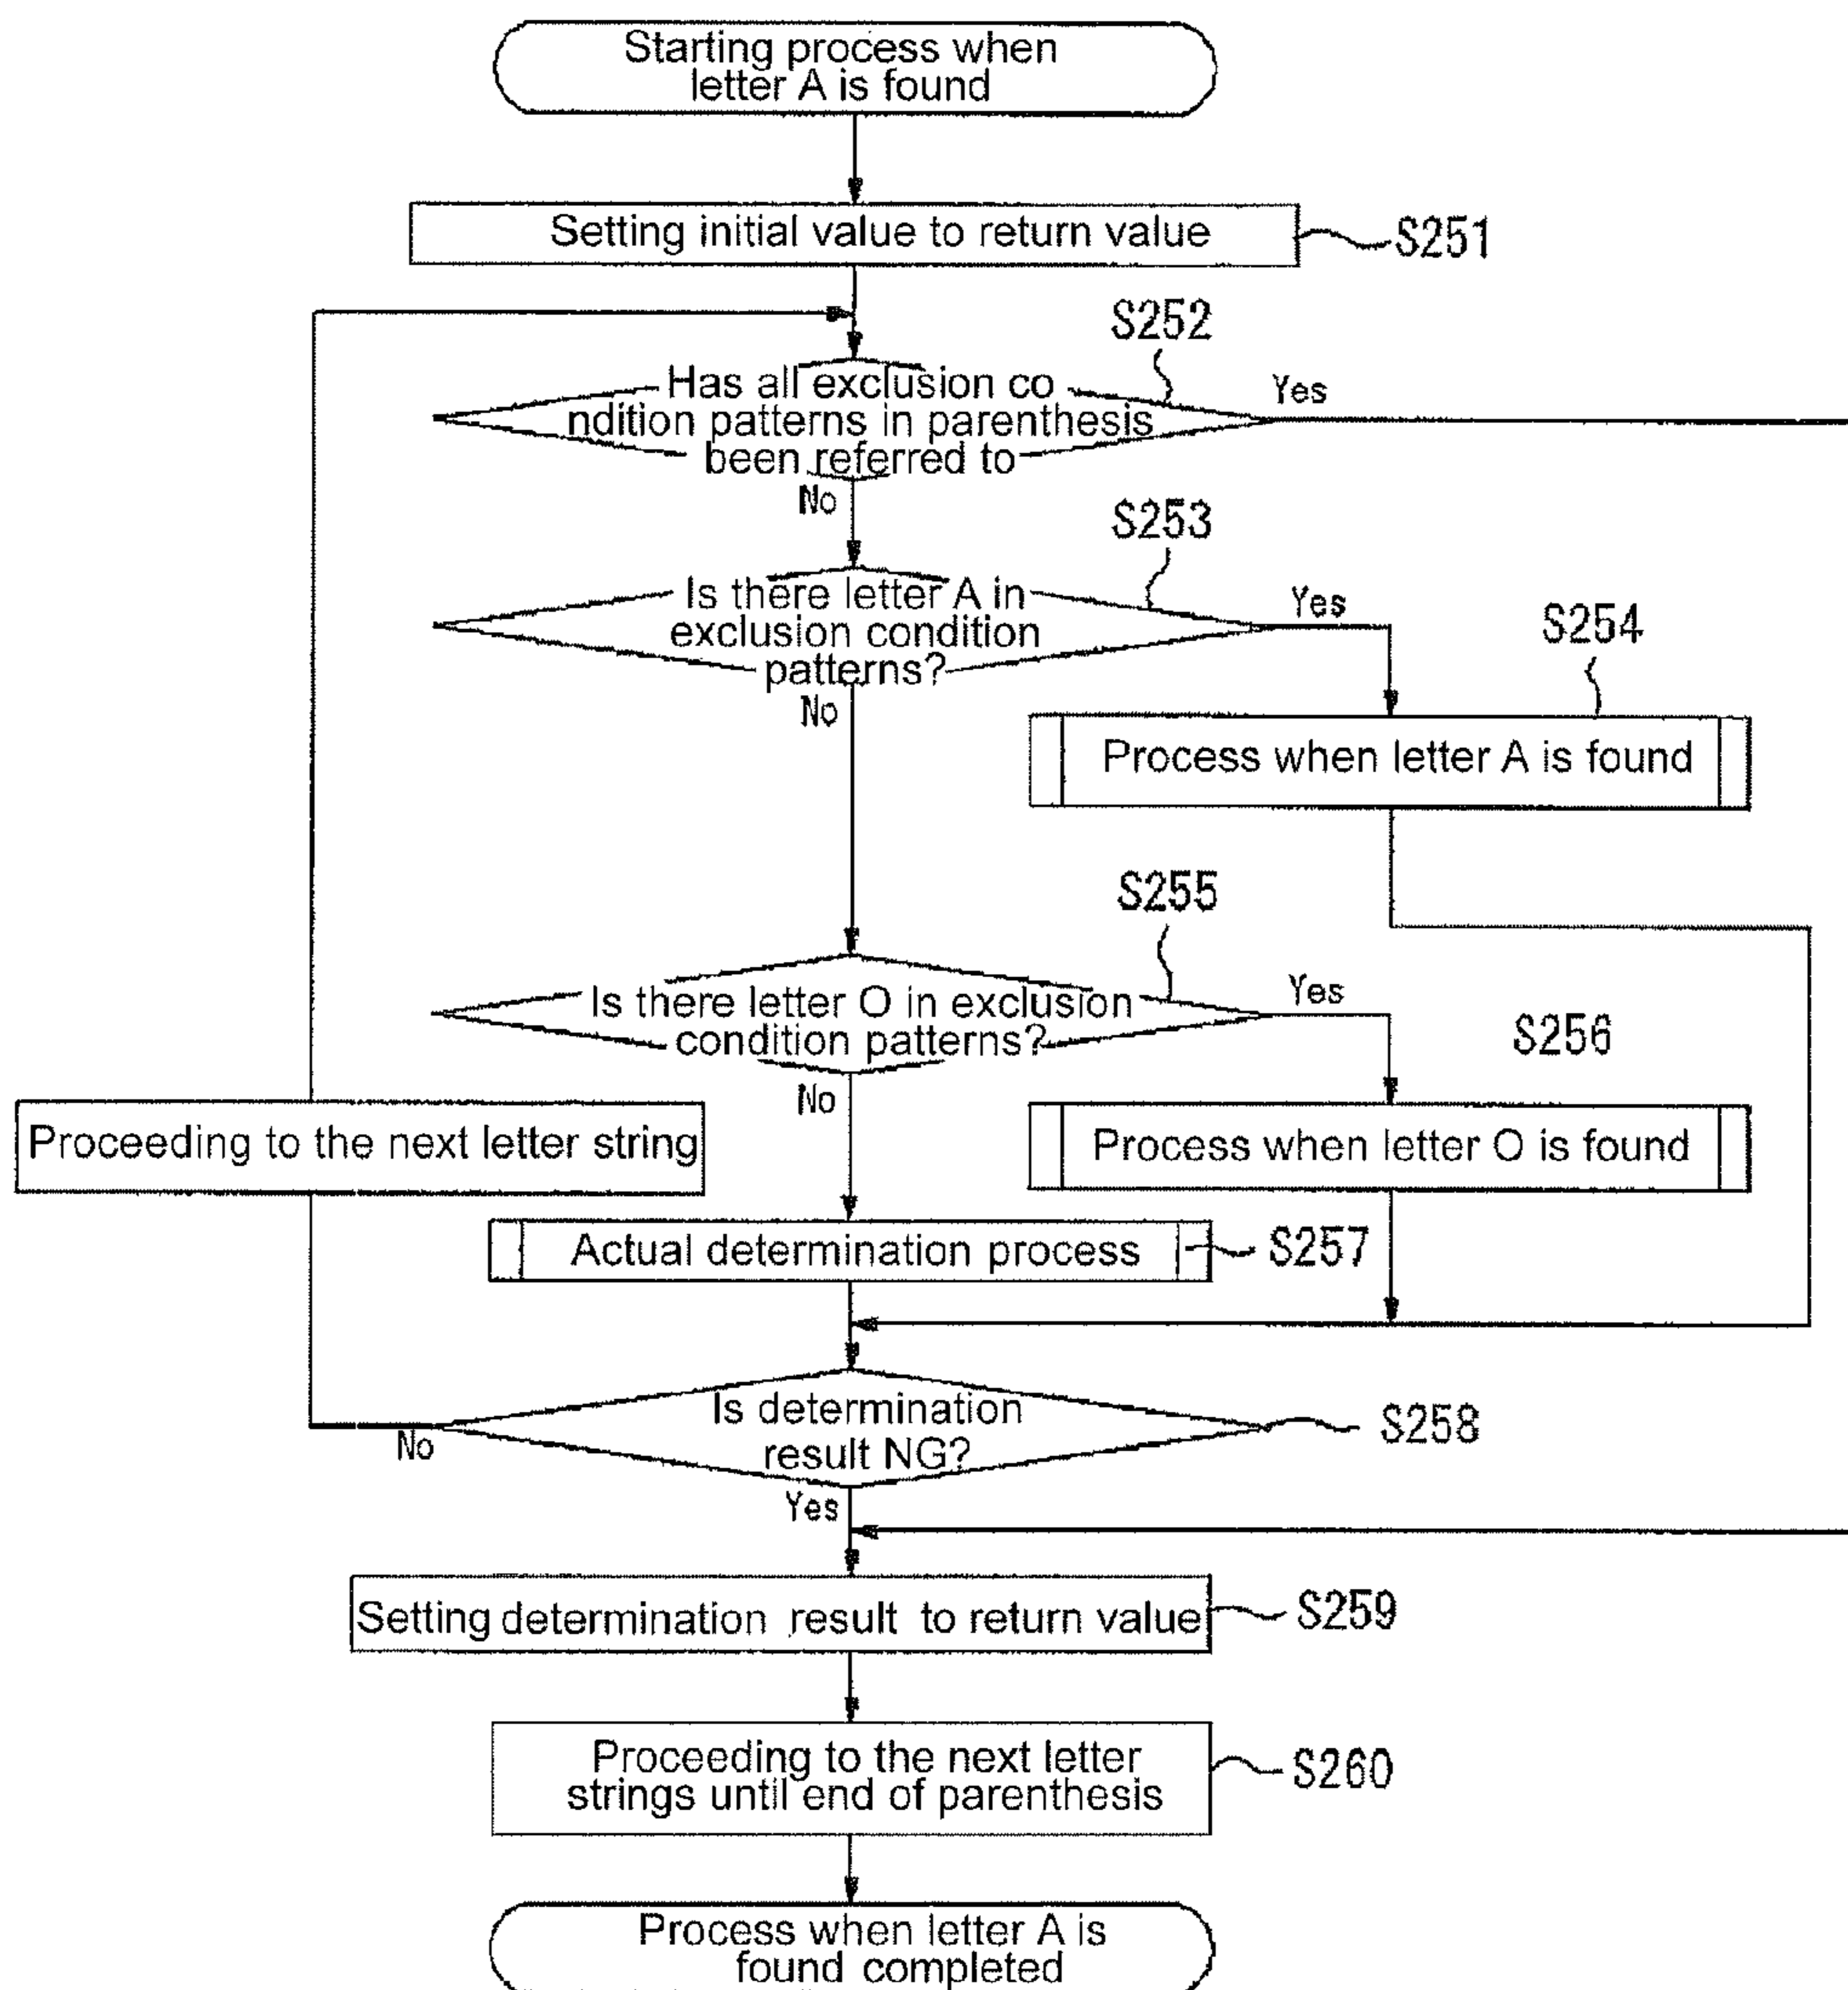 Starting process when
letter A is found
Setting initial value to return value
S251
S252
Has all exclusion co
ndition patterns in parenthesis
been referred to
Yes
No
S253
Is there letter A in
exclusion condition
patterns?
Yes
No
S254
Process when letter A is found
S255
Is there letter O in exclusion
condition patterns?
Yes
No
S256
Process when letter O is found
Proceeding to the next letter string
Actual determination process
S257
Is determination
result NG?
S258
No
Yes
Setting determination result to return value
S259
Proceeding to the next letter
strings until end of parenthesis
S260
Process when letter A is
found completed